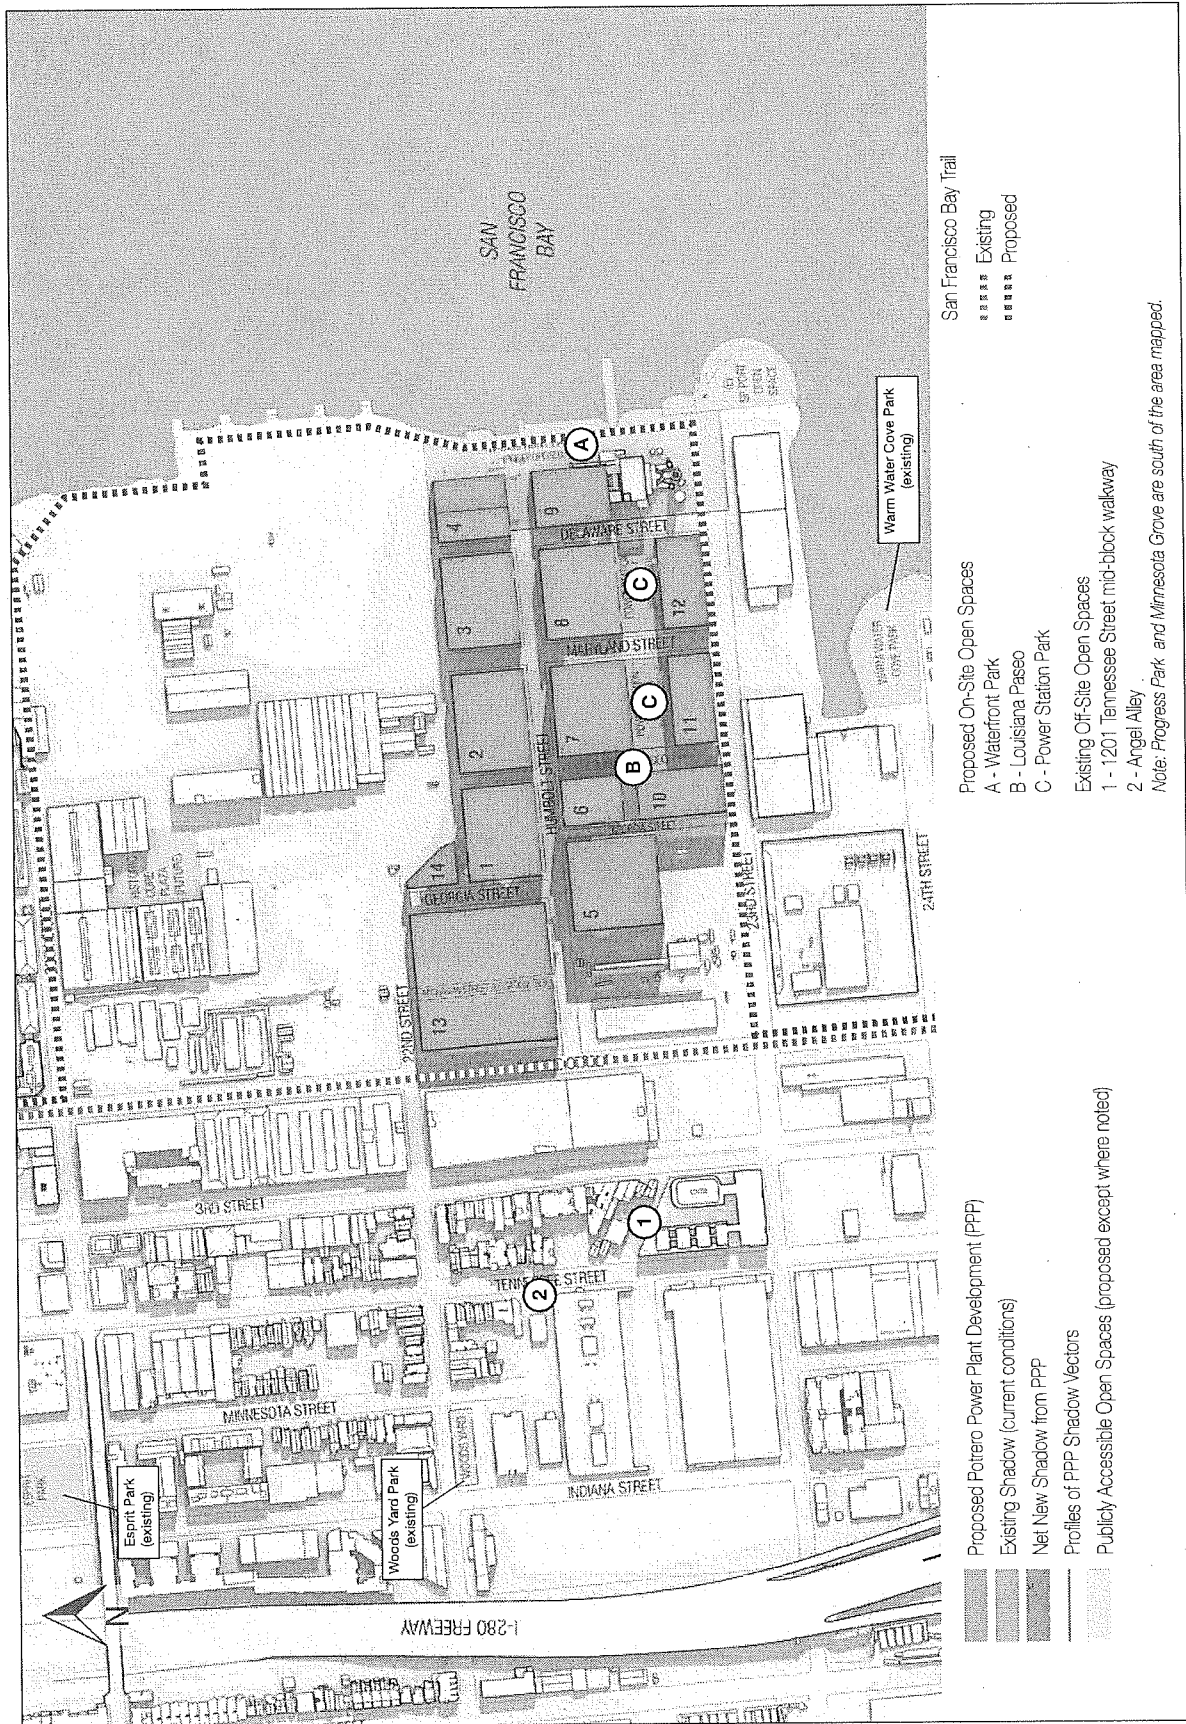 ESPRIT
PARK
Esprit Park
(existing)
N
I-280 FREEWAY
Woods Yard Park
(existing)
WOODS YARD
INDIANA STREET
MINNESOTA STREET
TENNESSEE STREET
3RD STREET
2
1
22ND STREET
GEORGIA STREET
HUMBOLDT STREET
23RD STREET
24TH STREET
MARYLAND STREET
DELAWARE STREET
13
14
1
2
3
4
5
6
7
8
9
10
11
12
A
B
C
C
SAN
FRANCISCO
BAY
WARM WATER
COVE PARK
Warm Water Cove Park
(existing)
Proposed Potrero Power Plant Development (PPP)
Existing Shadow (current conditions)
Net New Shadow from PPP
Profiles of PPP Shadow Vectors
Publicly Accessible Open Spaces (proposed except where noted)
Proposed On-Site Open Spaces
A - Waterfront Park
B - Louisiana Paseo
C - Power Station Park
Existing Off-Site Open Spaces
1 - 1201 Tennessee Street mid-block walkway
2 - Angel Alley
Note: Progress Park and Minnesota Grove are south of the area mapped.
San Francisco Bay Trail
Existing
Proposed